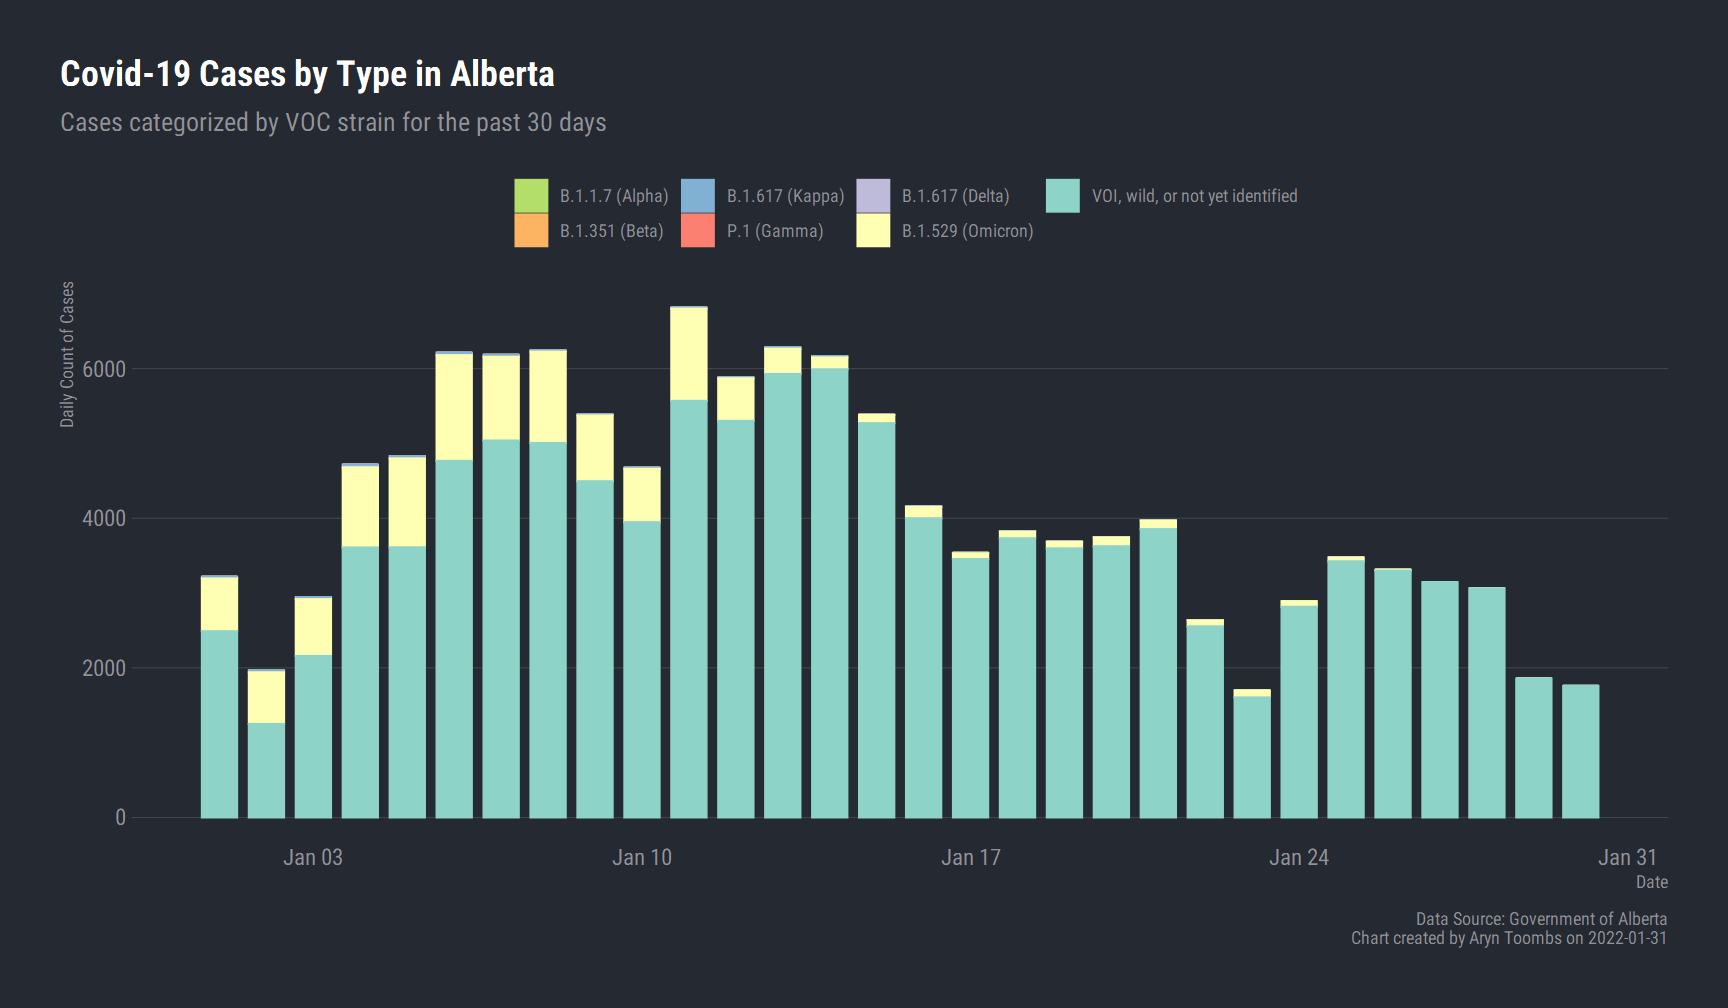 Covid-19 Cases by Type in Alberta
Cases categorized by VOC strain for the past 30 days
B.1.1.7 (Alpha) B.1.617 (Kappa) B.1.617 (Delta) VOI, wild, or not yet identified
B.1.351 (Beta) P.1 (Gamma) B.1.529 (Omicron)
Daily Count of Cases
6000
4000
2000
0
Jan 03 Jan 10 Jan 17 Jan 24 Jan 31
Date
Data Source: Government of Alberta
Chart created by Aryn Toombs on 2022-01-31